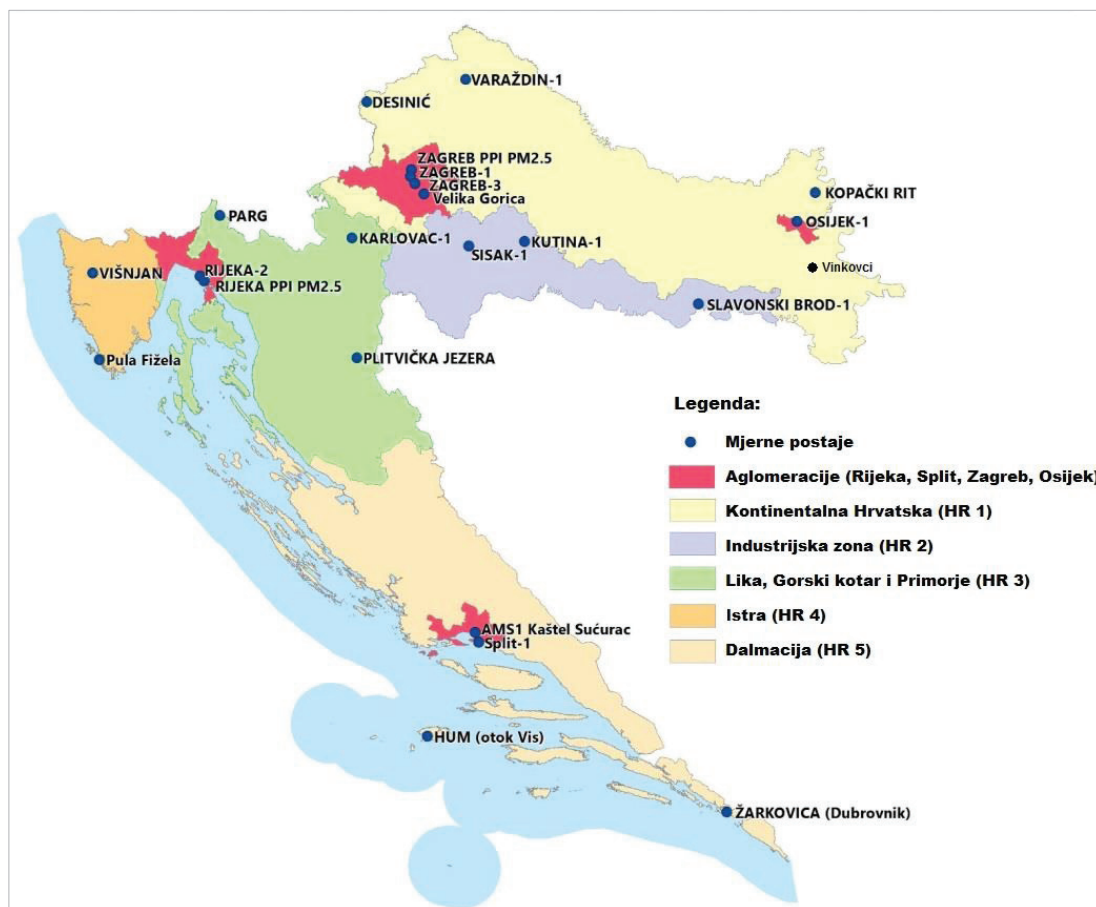 VARAŽDIN-1
DESINIĆ
ZAGREB PPI PM2.5
ZAGREB-1
ZAGREB-3
Velika Gorica
KOPAČKI RIT
OSIJEK-1
PARG
KARLOVAC-1
SISAK-1
KUTINA-1
Vinkovci
VIŠNJAN
RIJEKA-2
RIJEKA PPI PM2.5
SLAVONSKI BROD-1
Pula Fižela
PLITVIČKA JEZERA
Legenda:
Mjerne postaje
Aglomeracije (Rijeka, Split, Zagreb, Osijek)
Kontinentalna Hrvatska (HR 1)
Industrijska zona (HR 2)
Lika, Gorski kotar i Primorje (HR 3)
Istra (HR 4)
Dalmacija (HR 5)
AMS1 Kaštel Sućurac
Split-1
HUM (otok Vis)
ŽARKOVICA (Dubrovnik)